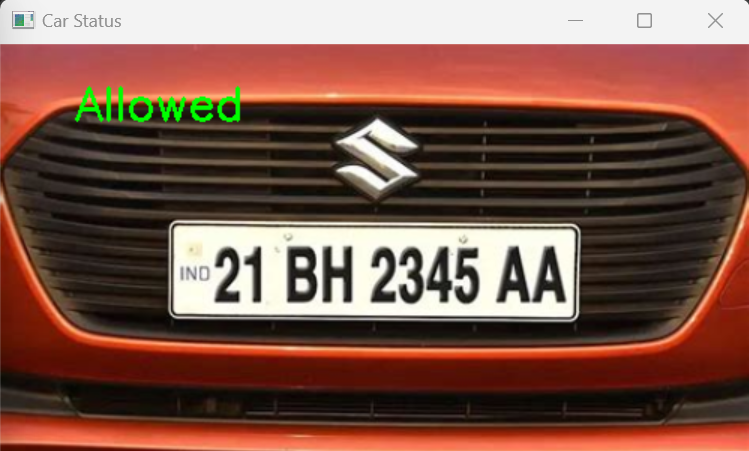 Car Status
Allowed
IND 21 BH 2345 AA